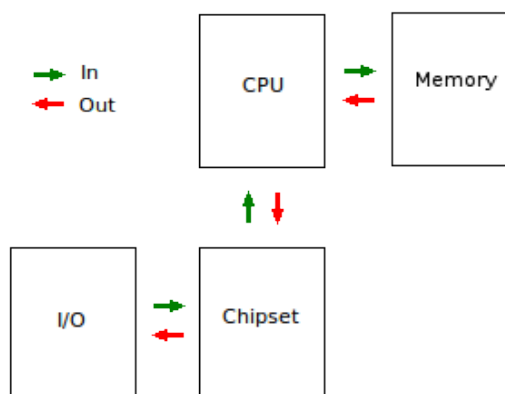 In
Out
CPU
Memory
I/O
Chipset